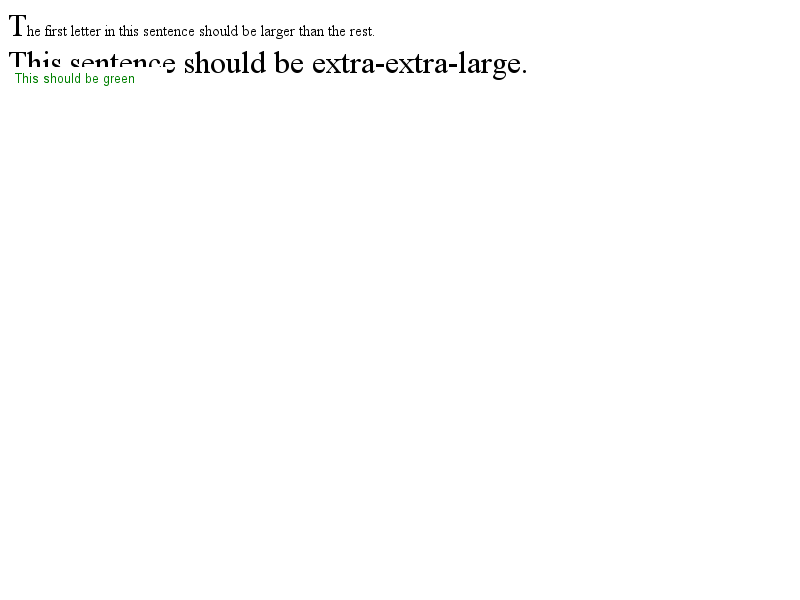 The first letter in this sentence should be larger than the rest.
This sentence should be extra-extra-large.
This should be green